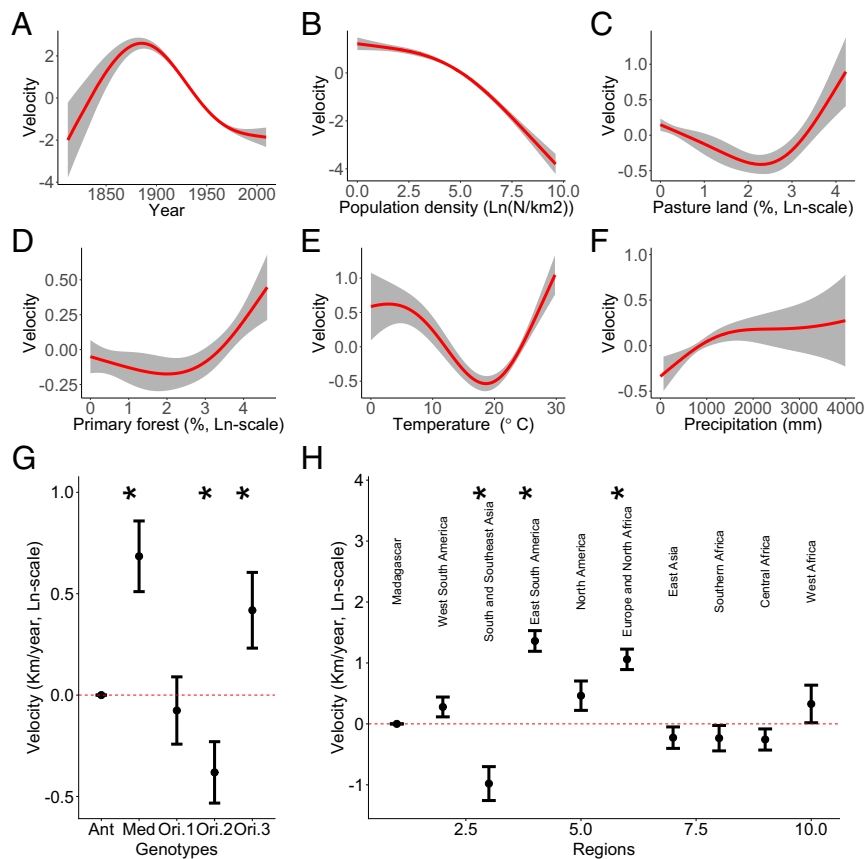 A
B
C
Velocity
2
0
-2
-4
1850 1900 1950 2000
Year
Velocity
0
-2
-4
0.0 2.5 5.0 7.5 10.0
Population density (Ln(N/km2))
Velocity
1.0
0.5
0.0
-0.5
0 1 2 3 4
Pasture land (%, Ln-scale)
D
E
F
Velocity
0.50
0.25
0.00
-0.25
0 1 2 3 4
Primary forest (%, Ln-scale)
Velocity
1.0
0.5
0.0
-0.5
0 10 20 30
Temperature (° C)
Velocity
1.0
0.5
0.0
-0.5
0 1000 2000 3000 4000
Precipitation (mm)
G
H
Velocity (Km/year, Ln-scale)
1.0
0.5
0.0
-0.5
* * *
Ant Med Ori.1 Ori.2 Ori.3
Genotypes
Velocity (Km/year, Ln-scale)
4
3
2
1
0
-1
* * *
Madagascar
West South America
South and Southeast Asia
East South America
North America
Europe and North Africa
East Asia
Southern Africa
Central Africa
West Africa
2.5 5.0 7.5 10.0
Regions